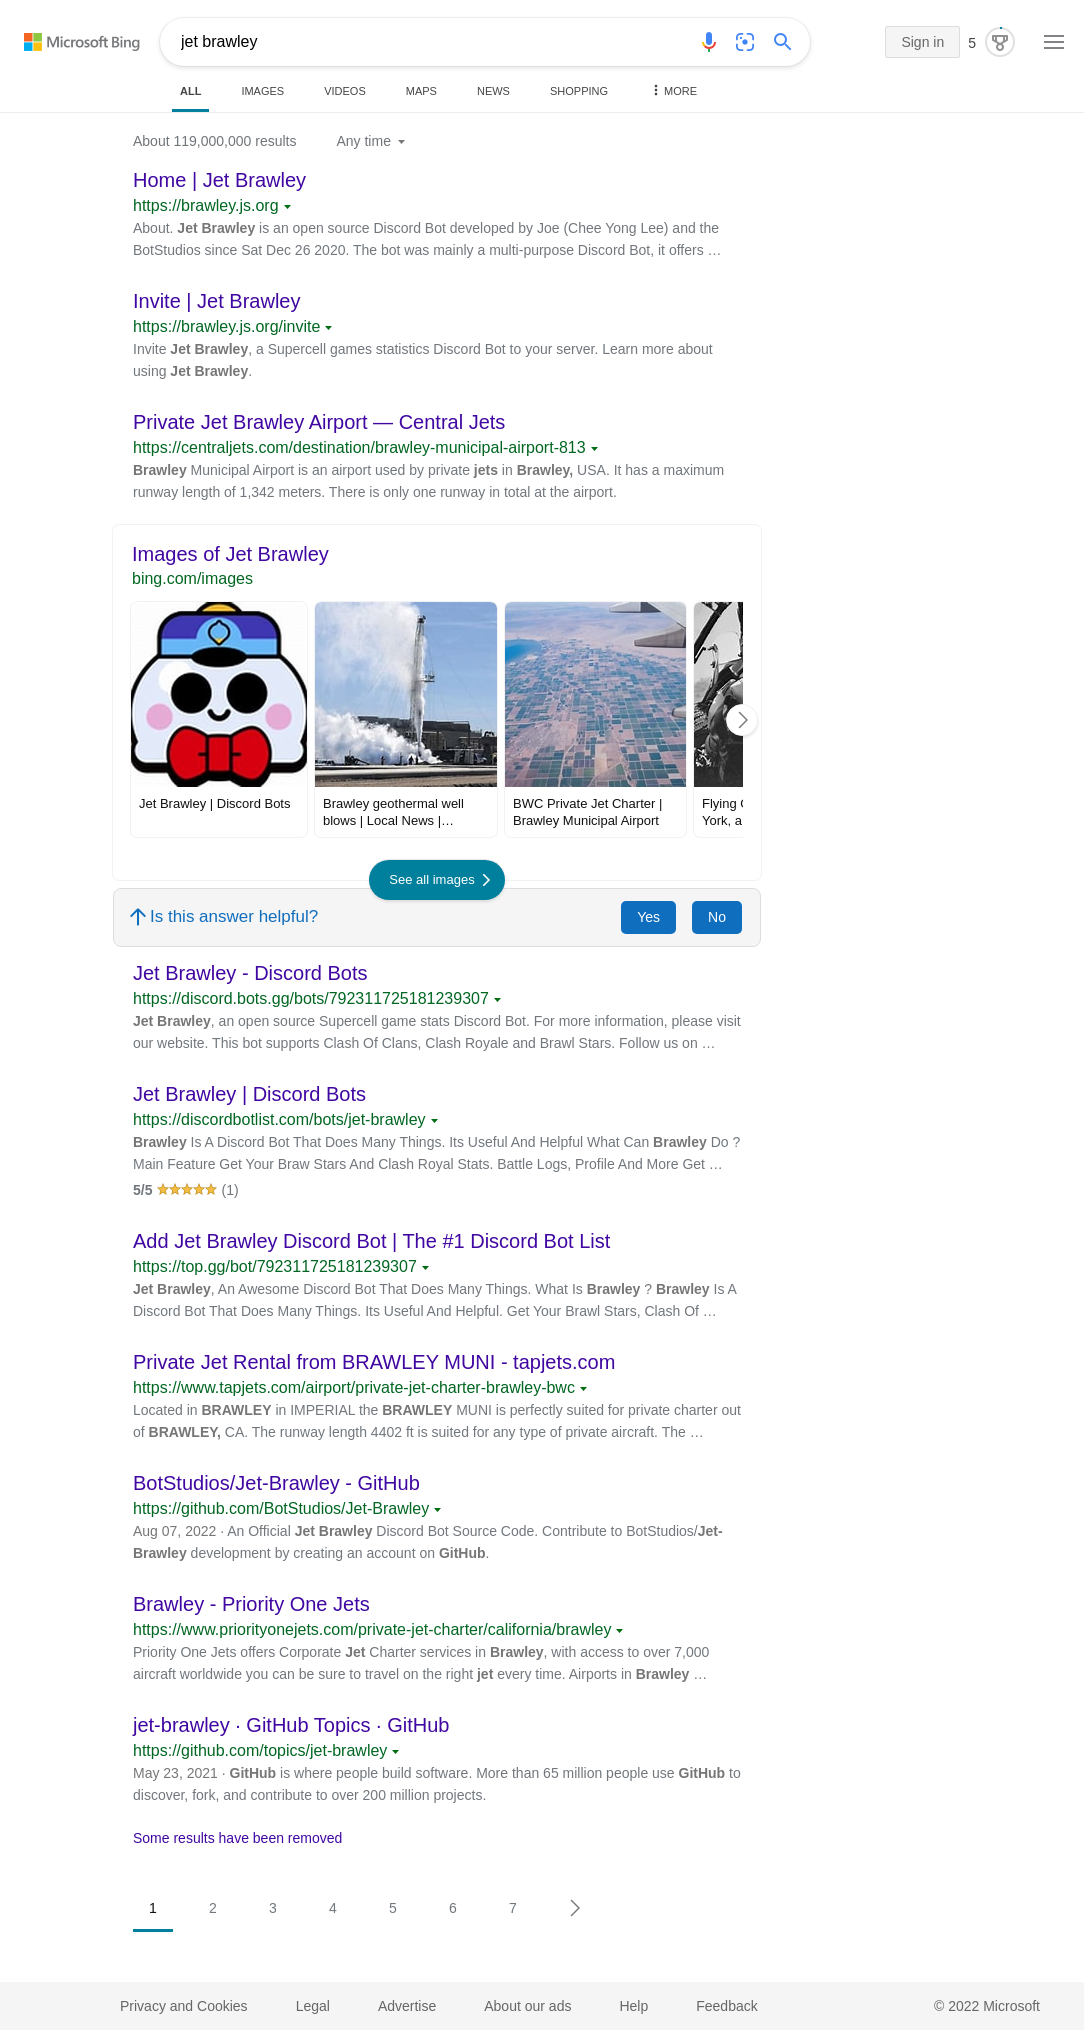 Microsoft Bing
jet brawley
Sign in
5
ALL
IMAGES
VIDEOS
MAPS
NEWS
SHOPPING
MORE
About 119,000,000 results
Any time
Home | Jet Brawley
https://brawley.js.org
About. Jet Brawley is an open source Discord Bot developed by Joe (Chee Yong Lee) and the
BotStudios since Sat Dec 26 2020. The bot was mainly a multi-purpose Discord Bot, it offers …
Invite | Jet Brawley
https://brawley.js.org/invite
Invite Jet Brawley, a Supercell games statistics Discord Bot to your server. Learn more about
using Jet Brawley.
Private Jet Brawley Airport — Central Jets
https://centraljets.com/destination/brawley-municipal-airport-813
Brawley Municipal Airport is an airport used by private jets in Brawley, USA. It has a maximum
runway length of 1,342 meters. There is only one runway in total at the airport.
Images of Jet Brawley
bing.com/images
Jet Brawley | Discord Bots
Brawley geothermal well
blows | Local News |…
BWC Private Jet Charter |
Brawley Municipal Airport
Flying
York, a
See all images
Is this answer helpful?
Yes
No
Jet Brawley - Discord Bots
https://discord.bots.gg/bots/792311725181239307
Jet Brawley, an open source Supercell game stats Discord Bot. For more information, please visit
our website. This bot supports Clash Of Clans, Clash Royale and Brawl Stars. Follow us on …
Jet Brawley | Discord Bots
https://discordbotlist.com/bots/jet-brawley
Brawley Is A Discord Bot That Does Many Things. Its Useful And Helpful What Can Brawley Do ?
Main Feature Get Your Braw Stars And Clash Royal Stats. Battle Logs, Profile And More Get …
5/5 (1)
Add Jet Brawley Discord Bot | The #1 Discord Bot List
https://top.gg/bot/792311725181239307
Jet Brawley, An Awesome Discord Bot That Does Many Things. What Is Brawley ? Brawley Is A
Discord Bot That Does Many Things. Its Useful And Helpful. Get Your Brawl Stars, Clash Of …
Private Jet Rental from BRAWLEY MUNI - tapjets.com
https://www.tapjets.com/airport/private-jet-charter-brawley-bwc
Located in BRAWLEY in IMPERIAL the BRAWLEY MUNI is perfectly suited for private charter out
of BRAWLEY, CA. The runway length 4402 ft is suited for any type of private aircraft. The …
BotStudios/Jet-Brawley - GitHub
https://github.com/BotStudios/Jet-Brawley
Aug 07, 2022 · An Official Jet Brawley Discord Bot Source Code. Contribute to BotStudios/Jet-
Brawley development by creating an account on GitHub.
Brawley - Priority One Jets
https://www.priorityonejets.com/private-jet-charter/california/brawley
Priority One Jets offers Corporate Jet Charter services in Brawley, with access to over 7,000
aircraft worldwide you can be sure to travel on the right jet every time. Airports in Brawley …
jet-brawley · GitHub Topics · GitHub
https://github.com/topics/jet-brawley
May 23, 2021 · GitHub is where people build software. More than 65 million people use GitHub to
discover, fork, and contribute to over 200 million projects.
Some results have been removed
1 2 3 4 5 6 7
Privacy and Cookies
Legal
Advertise
About our ads
Help
Feedback
© 2022 Microsoft